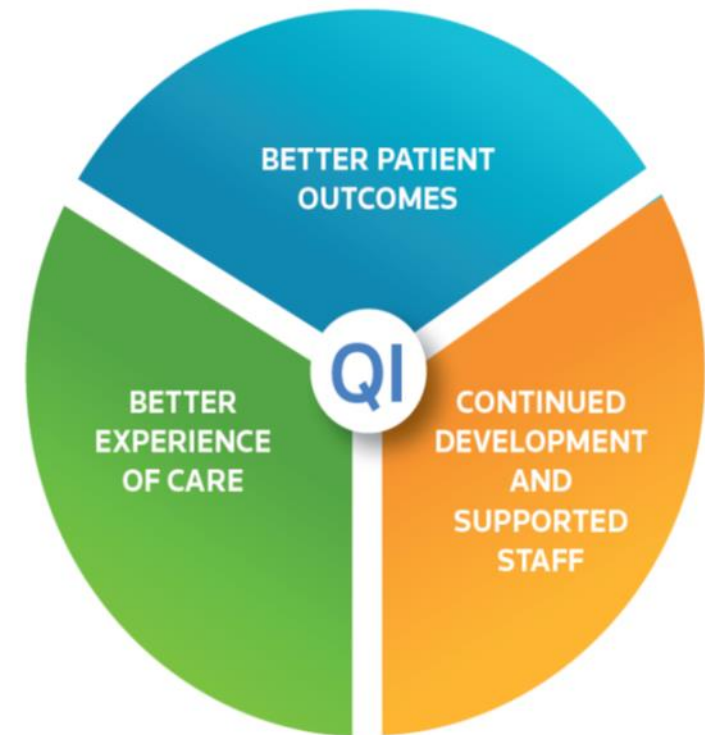 BETTER PATIENT
OUTCOMES
QI
BETTER
EXPERIENCE
OF CARE
CONTINUED
DEVELOPMENT
AND
SUPPORTED
STAFF